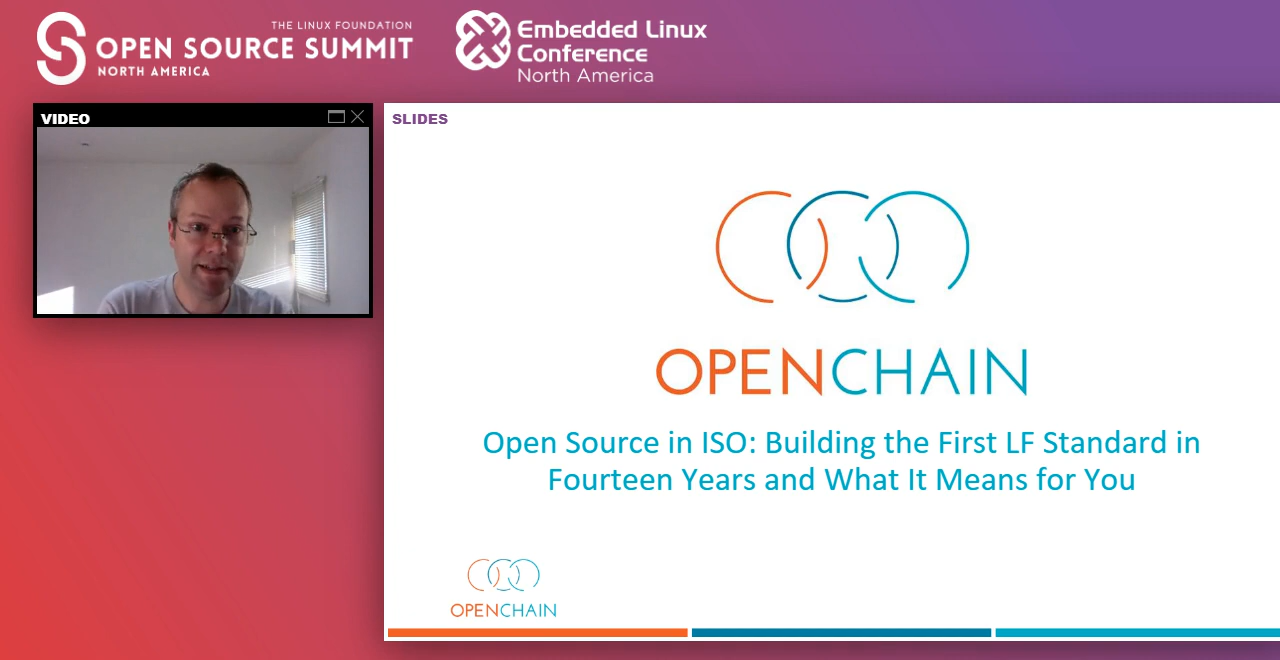 THE LINUX FOUNDATION
OPEN SOURCE SUMMIT
NORTH AMERICA
Embedded Linux
Conference
North America
VIDEO
SLIDES
OPENCHAIN
Open Source in ISO: Building the First LF Standard in
Fourteen Years and What It Means for You
OPENCHAIN